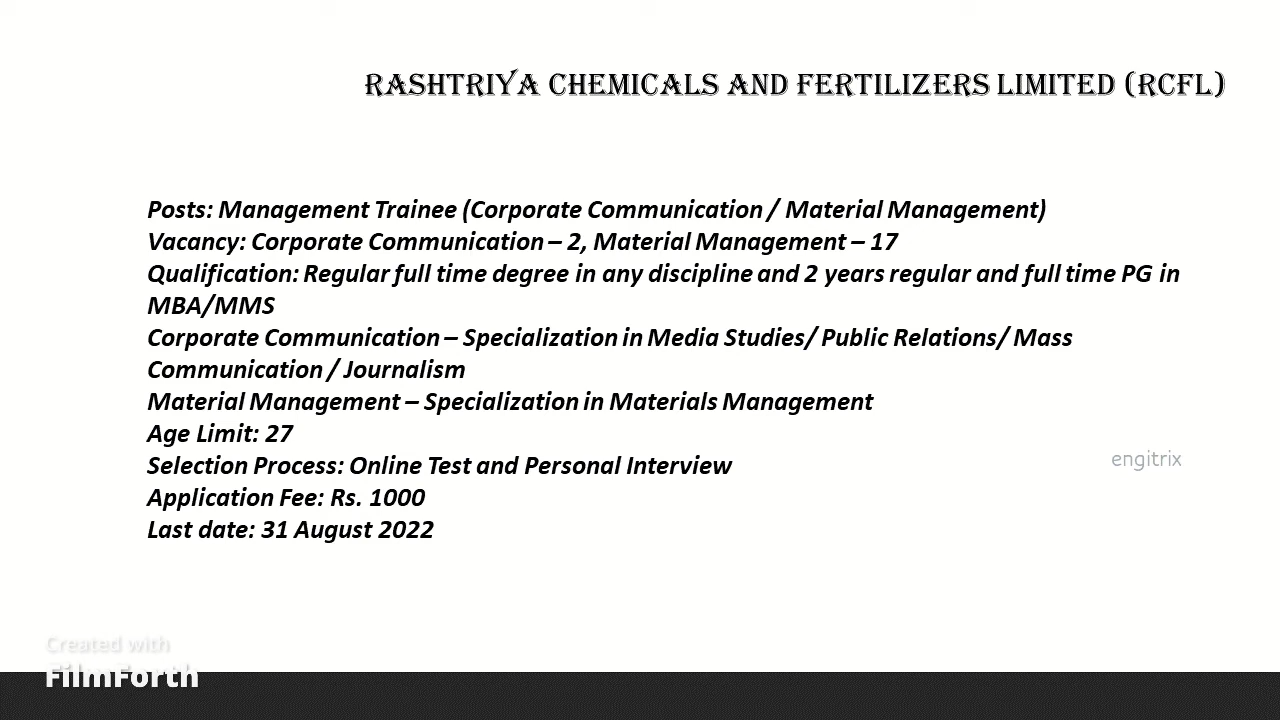 RASHTRIYA CHEMICALS AND FERTILIZERS LIMITED (RCFL)
Posts: Management Trainee (Corporate Communication / Material Management)
Vacancy: Corporate Communication – 2, Material Management – 17
Qualification: Regular full time degree in any discipline and 2 years regular and full time PG in
MBA/MMS
Corporate Communication – Specialization in Media Studies/ Public Relations/ Mass
Communication / Journalism
Material Management – Specialization in Materials Management
Age Limit: 27
Selection Process: Online Test and Personal Interview
engitrix
Application Fee: Rs. 1000
Last date: 31 August 2022
Created with
FilmForth